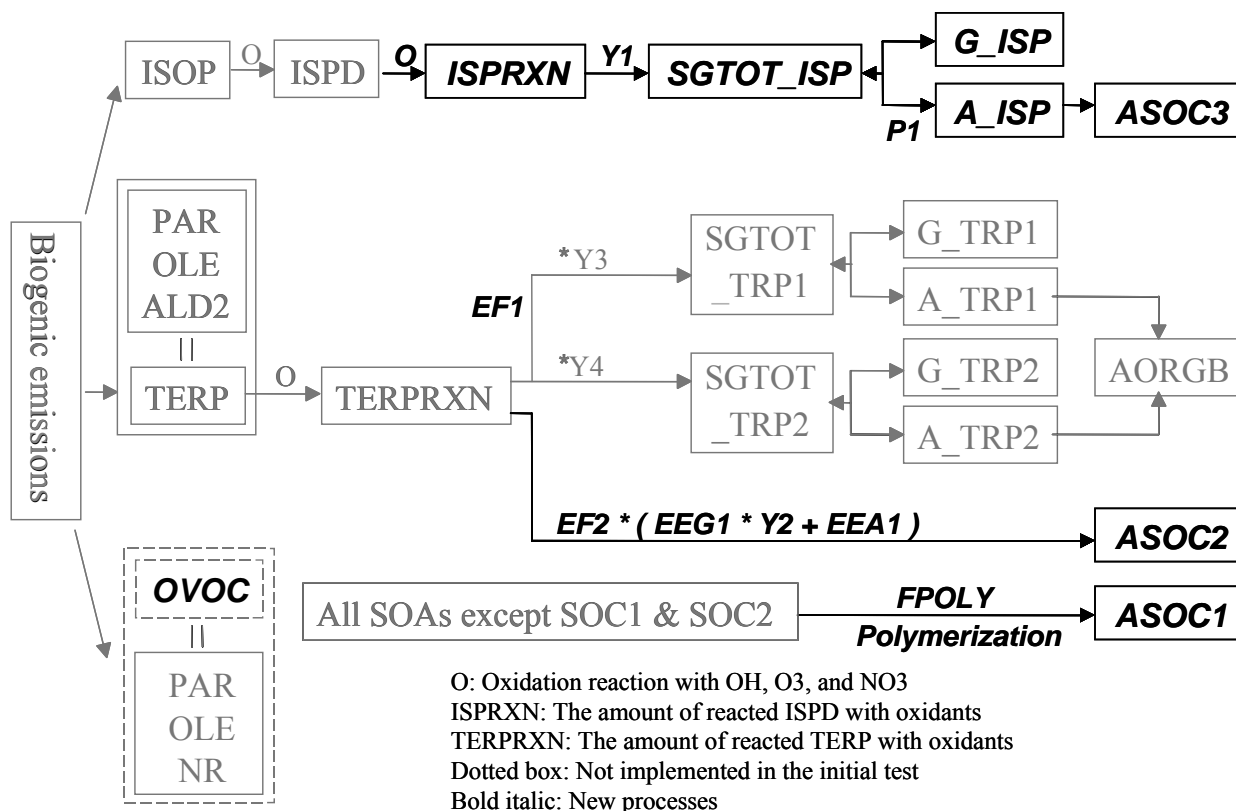 ISOP
O
ISPD
O
ISPRXN
Y1
SGTOT_ISP
G_ISP
P1
A_ISP
ASOC3
Biogenic emissions
PAR
OLE
ALD2
||
TERP
O
TERPRXN
EF1
*Y3
SGTOT
_TRP1
G_TRP1
A_TRP1
*Y4
SGTOT
_TRP2
G_TRP2
A_TRP2
AORGB
EF2 * ( EEG1 * Y2 + EEA1 )
ASOC2
OVOC
||
PAR
OLE
NR
All SOAs except SOC1 & SOC2
FPOLY
Polymerization
ASOC1
O: Oxidation reaction with OH, O3, and NO3
ISPRXN: The amount of reacted ISPD with oxidants
TERPRXN: The amount of reacted TERP with oxidants
Dotted box: Not implemented in the initial test
Bold italic: New processes